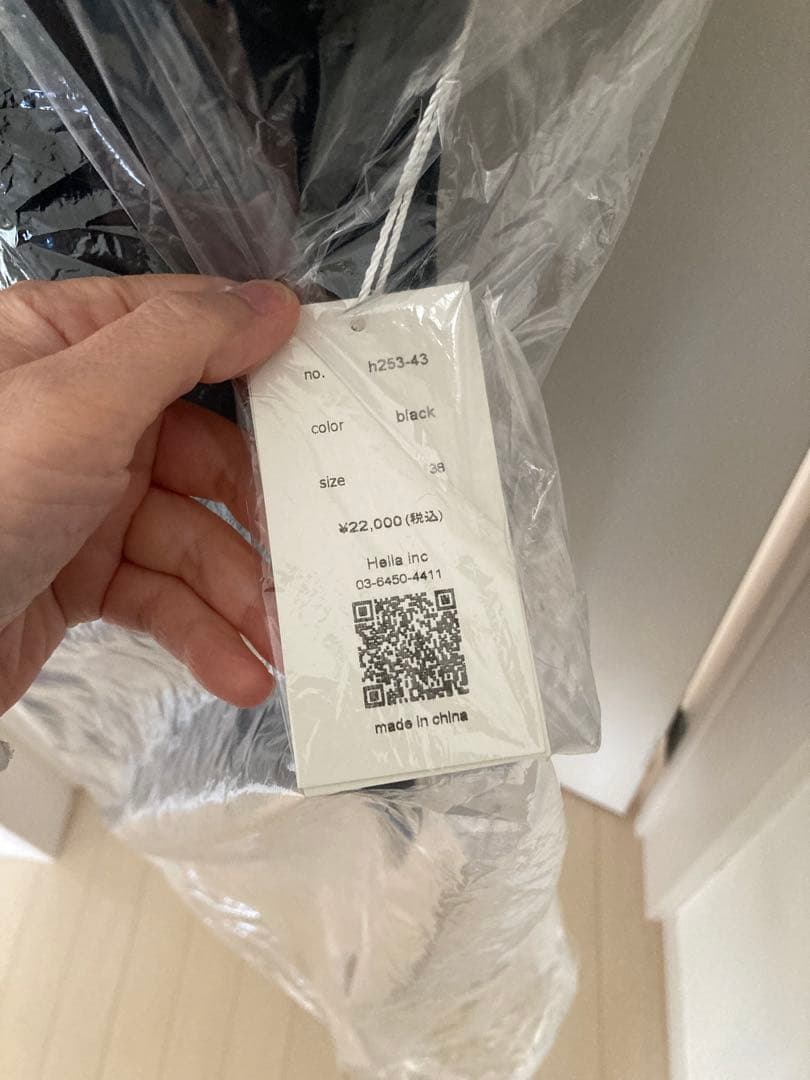 no. h253-43
color black
size 38
¥22,000(税込)
Hella inc
03-6450-4411
made in china